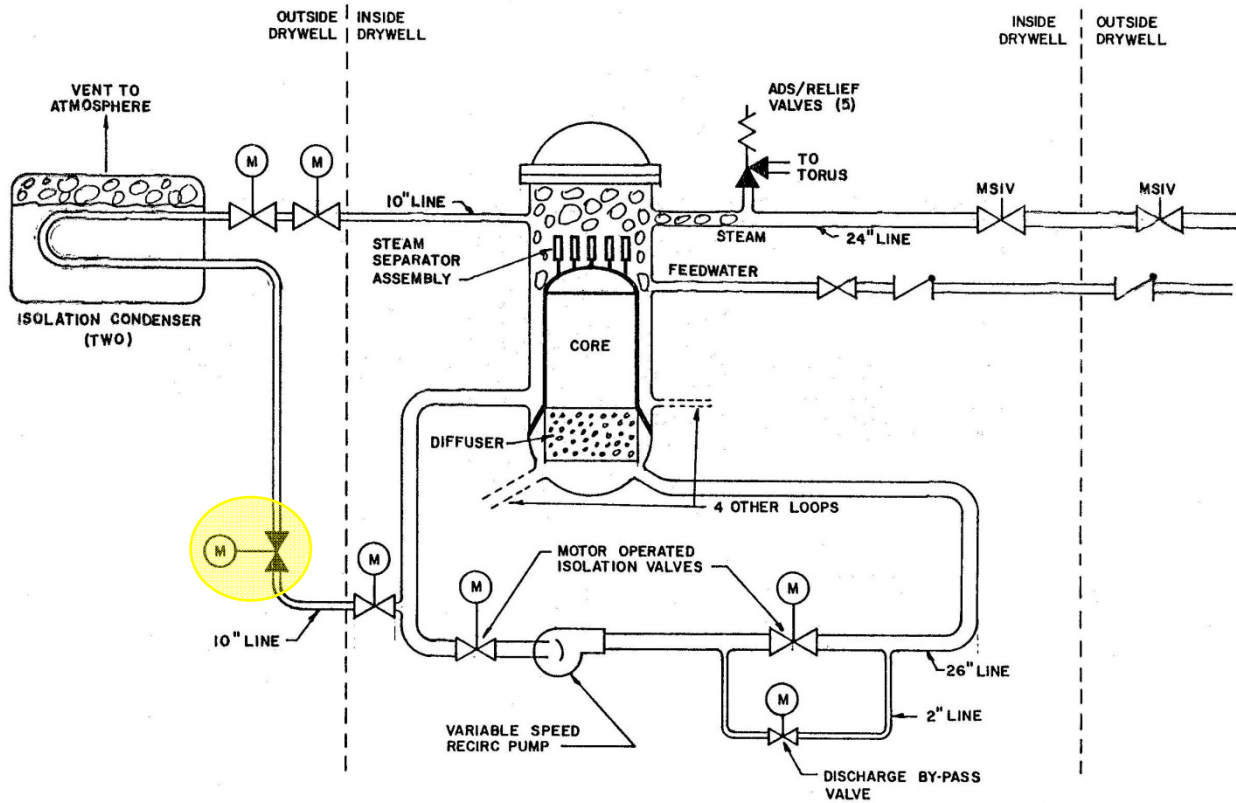 OUTSIDE
DRYWELL
INSIDE
DRYWELL
INSIDE
DRYWELL
OUTSIDE
DRYWELL
VENT TO
ATMOSPHERE
ADS/RELIEF
VALVES (5)
M
M
TO
TORUS
MSIV
MSIV
10" LINE
STEAM
24" LINE
STEAM
SEPARATOR
ASSEMBLY
FEEDWATER
ISOLATION CONDENSER
(TWO)
CORE
DIFFUSER
4 OTHER LOOPS
M
M
MOTOR OPERATED
ISOLATION VALVES
M
M
10" LINE
26" LINE
M
2" LINE
VARIABLE SPEED
RECIRC PUMP
DISCHARGE BY-PASS
VALVE